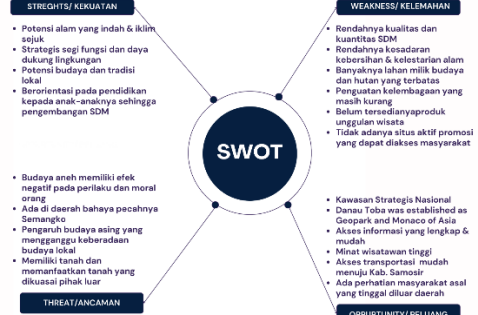 STREGHTS/ KEKUATAN
Potensi alam yang indah & iklim
sejuk
Strategis segi fungsi dan daya
dukung lingkungan
Potensi budaya dan tradisi
lokal
Berorientasi pada pendidikan
kepada anak-anaknya sehingga
pengembangan SDM
WEAKNESS/ KELEMAHAN
Rendahnya kualitas dan
kuantitas SDM
Rendahnya kesadaran
kebersihan & kelestarian alam
Banyaknya lahan milik budaya
dan hutan yang terbatas
Penguatan kelembagaan yang
masih kurang
Belum tersedianyaproduk
unggulan wisata
Tidak adanya situs aktif promosi
yang dapat diakses masyarakat
SWOT
Budaya aneh memiliki efek
negatif pada perilaku dan moral
orang
Ada di daerah bahaya pecahnya
Semangko
Pengaruh budaya asing yang
mengganggu keberadaan
budaya lokal
Memiliki tanah dan
momanfaatkan tanah yang
dikuasai pihak luar
THREAT/ANCAMAN
Kawasan Strategis Nasional
Danau Toba was established as
Geopark and Monaco of Asia
Akses informasi yang lengkap &
mudah
Minat wisatawan tinggi
Akses transportasi mudah
menuju Kab. Samosir
Ada perhatian masyarakat asal
yang tinggal diluar daerah
OPPURTUNITY/ PELUANG